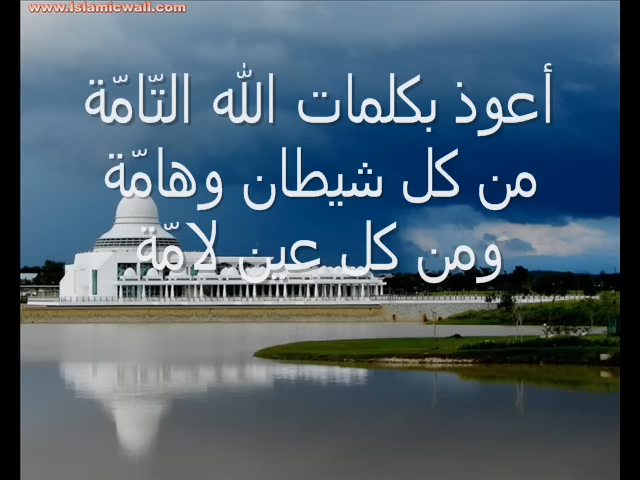 www.Islamicwall.com
أعوذ بكلمات الله التّامّة
من كل شيطان وهامّة
ومن كل عين لامّة